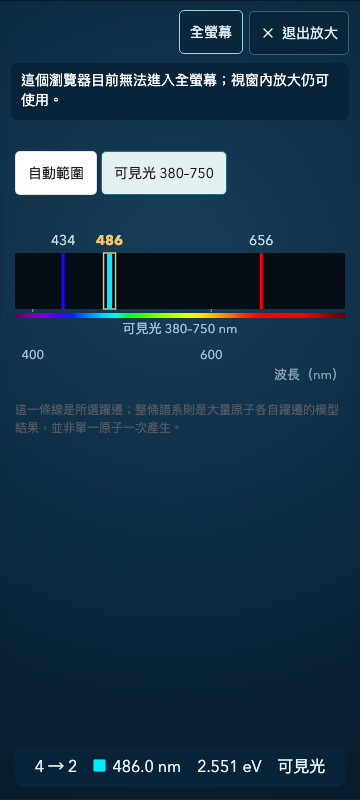 全螢幕
× 退出放大
這個瀏覽器目前無法進入全螢幕；視窗內放大仍可
使用。
自動範圍
可見光 380–750
434 486 656
可見光 380–750 nm
400 600
波長（nm）
這一條線是所選躍遷；整條譜系則是大量原子各自躍遷的模型
結果，並非單一原子一次產生。
4→2 486.0 nm 2.551 eV 可見光